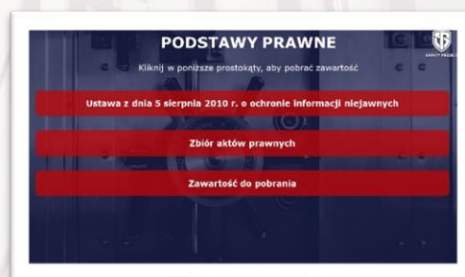 PODSTAWY PRAWNE
Kliknij w poniższe prostokąty, aby pobrać zawartość
Ustawa z dnia 5 sierpnia 2010 r. o ochronie informacji niejawnych
Zbiór aktów prawnych
Zawartość do pobrania